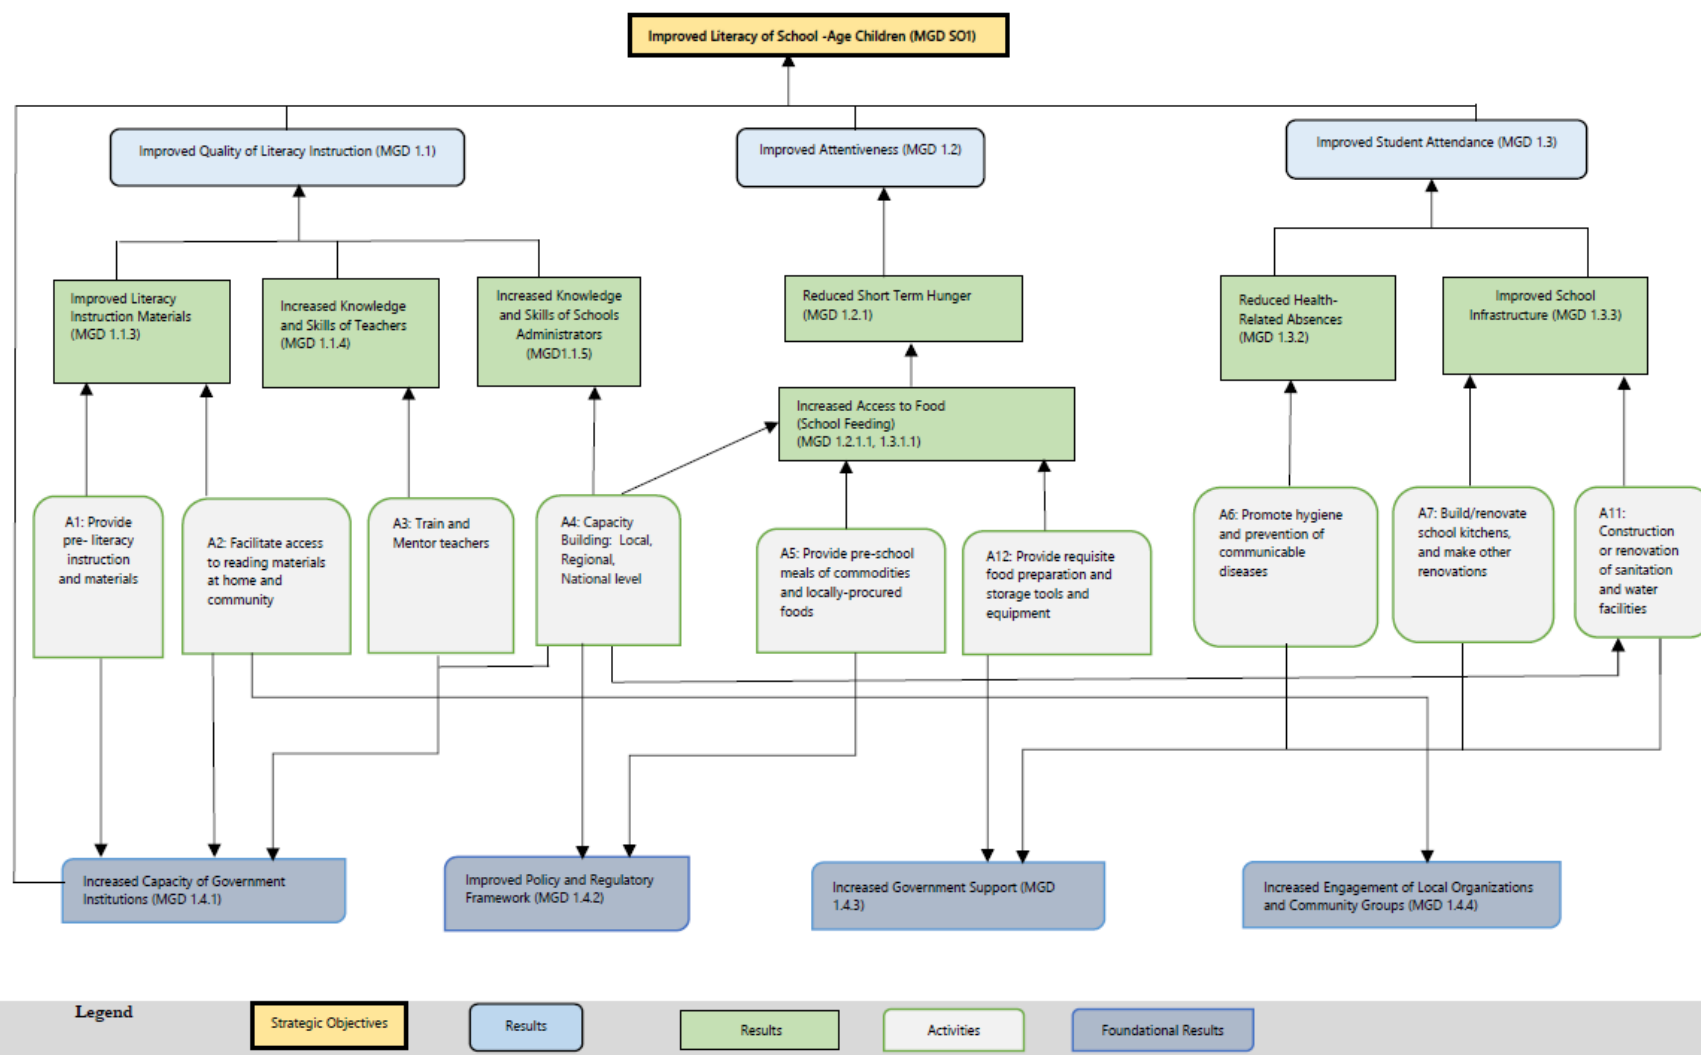 Improved Literacy of School -Age Children (MGD SO1)
Improved Quality of Literacy Instruction (MGD 1.1)
Improved Attentiveness (MGD 1.2)
Improved Student Attendance (MGD 1.3)
Improved Literacy
Instruction Materials
(MGD 1.1.3)
Increased Knowledge
and Skills of Teachers
(MGD 1.1.4)
Increased Knowledge
and Skills of Schools
Administrators
(MGD1.1.5)
Reduced Short Term Hunger
(MGD 1.2.1)
Reduced Health-
Related Absences
(MGD 1.3.2)
Improved School
Infrastructure (MGD 1.3.3)
Increased Access to Food
(School Feeding)
(MGD 1.2.1.1, 1.3.1.1)
A1: Provide
pre- literacy
instruction
and materials
A2: Facilitate access
to reading materials
at home and
community
A3: Train and
Mentor teachers
A4: Capacity
Building: Local,
Regional,
National level
A5: Provide pre-school
meals of commodities
and locally-procured
foods
A12: Provide requisite
food preparation and
storage tools and
equipment
A6: Promote hygiene
and prevention of
communicable
diseases
A7: Build/renovate
school kitchens,
and make other
renovations
A11:
Construction
or renovation
of sanitation
and water
facilities
Increased Capacity of Government
Institutions (MGD 1.4.1)
Improved Policy and Regulatory
Framework (MGD 1.4.2)
Increased Government Support (MGD
1.4.3)
Increased Engagement of Local Organizations
and Community Groups (MGD 1.4.4)
Legend
Strategic Objectives
Results
Results
Activities
Foundational Results